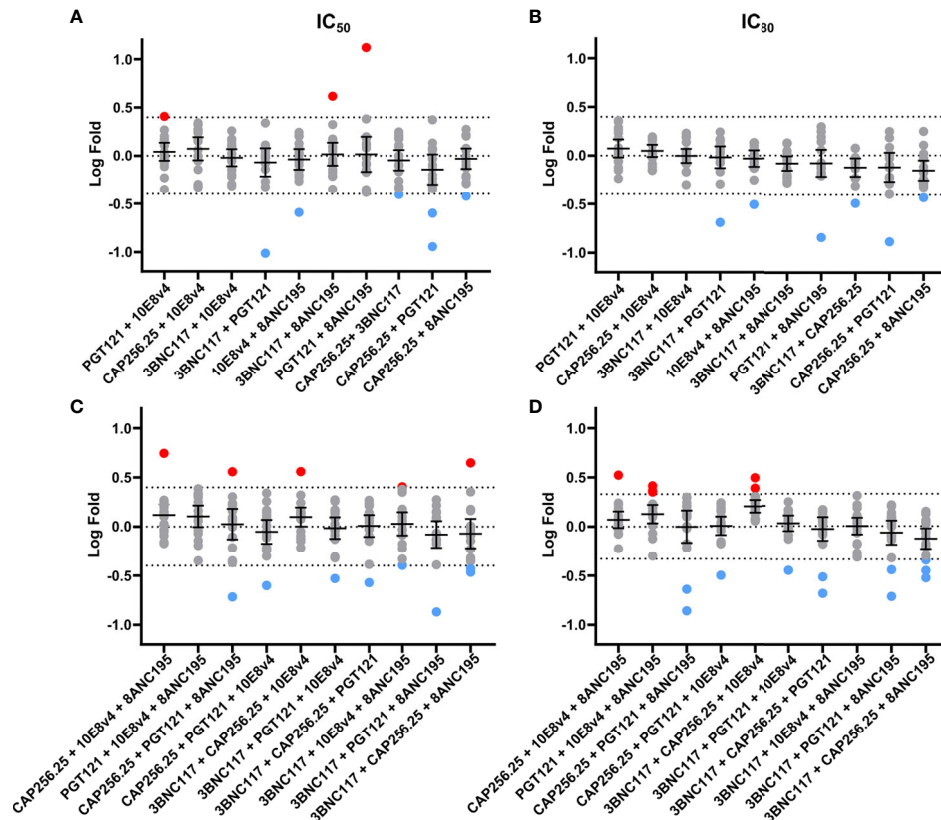 A
IC50
B
IC80
1.0
0.5
0.0
-0.5
-1.0
Log Fold
PGT121 + 10E8v4
CAP256.25 + 10E8v4
3BNC117 + 10E8v4
3BNC117 + PGT121
10E8v4 + 8ANC195
3BNC117 + 8ANC195
PGT121 + 8ANC195
CAP256.25 + 3BNC117
CAP256.25 + PGT121
CAP256.25 + 8ANC195
1.0
0.5
0.0
-0.5
-1.0
Log Fold
PGT121 + 10E8v4
CAP256.25 + 10E8v4
3BNC117 + 10E8v4
3BNC117 + PGT121
10E8v4 + 8ANC195
3BNC117 + 8ANC195
PGT121 + 8ANC195
3BNC117 + CAP256.25
CAP256.25 + PGT121
CAP256.25 + 8ANC195
C
D
1.0
0.5
0.0
-0.5
-1.0
Log Fold
CAP256.25 + 10E8v4 + 8ANC195
PGT121 + 10E8v4 + 8ANC195
CAP256.25 + PGT121 + 8ANC195
CAP256.25 + PGT121 + 10E8v4
3BNC117 + CAP256.25 + 10E8v4
3BNC117 + PGT121 + 10E8v4
3BNC117 + CAP256.25 + PGT121
3BNC117 + 10E8v4 + 8ANC195
3BNC117 + PGT121 + 8ANC195
3BNC117 + CAP256.25 + 8ANC195
1.0
0.5
0.0
-0.5
-1.0
Log Fold
CAP256.25 + 10E8v4 + 8ANC195
PGT121 + 10E8v4 + 8ANC195
CAP256.25 + PGT121 + 8ANC195
CAP256.25 + PGT121 + 10E8v4
3BNC117 + CAP256.25 + 10E8v4
3BNC117 + PGT121 + 10E8v4
3BNC117 + CAP256.25 + PGT121
3BNC117 + 10E8v4 + 8ANC195
3BNC117 + PGT121 + 8ANC195
3BNC117 + CAP256.25 + 8ANC195